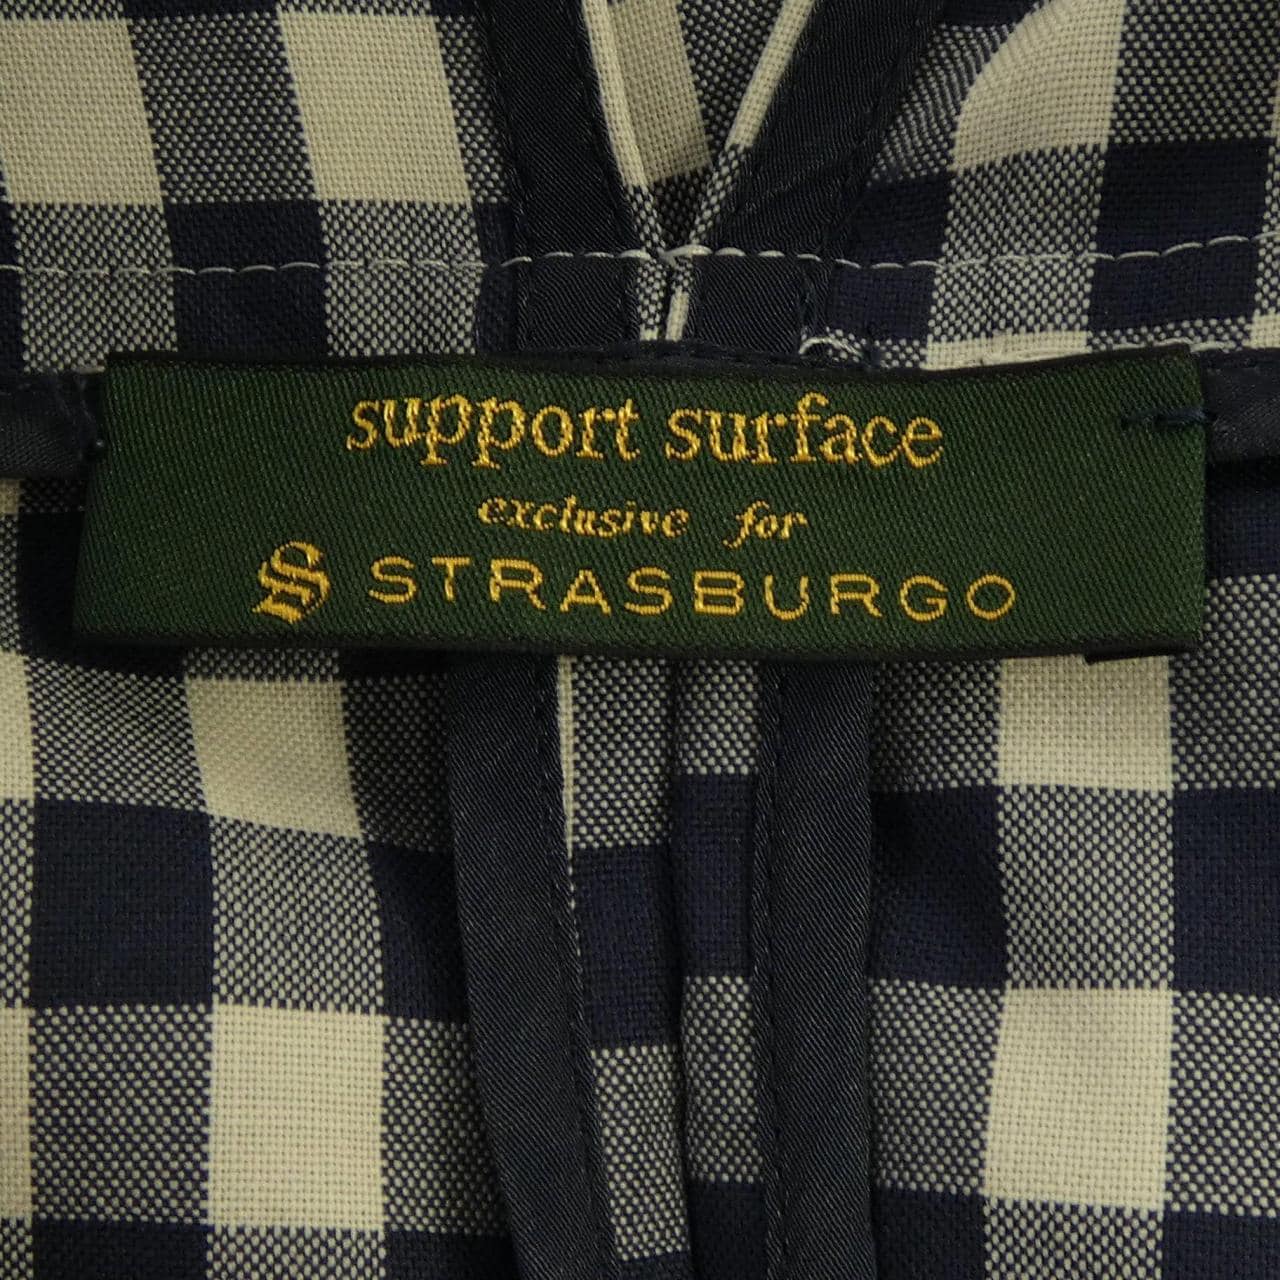 support surface
exclusive for
S STRASBURGO